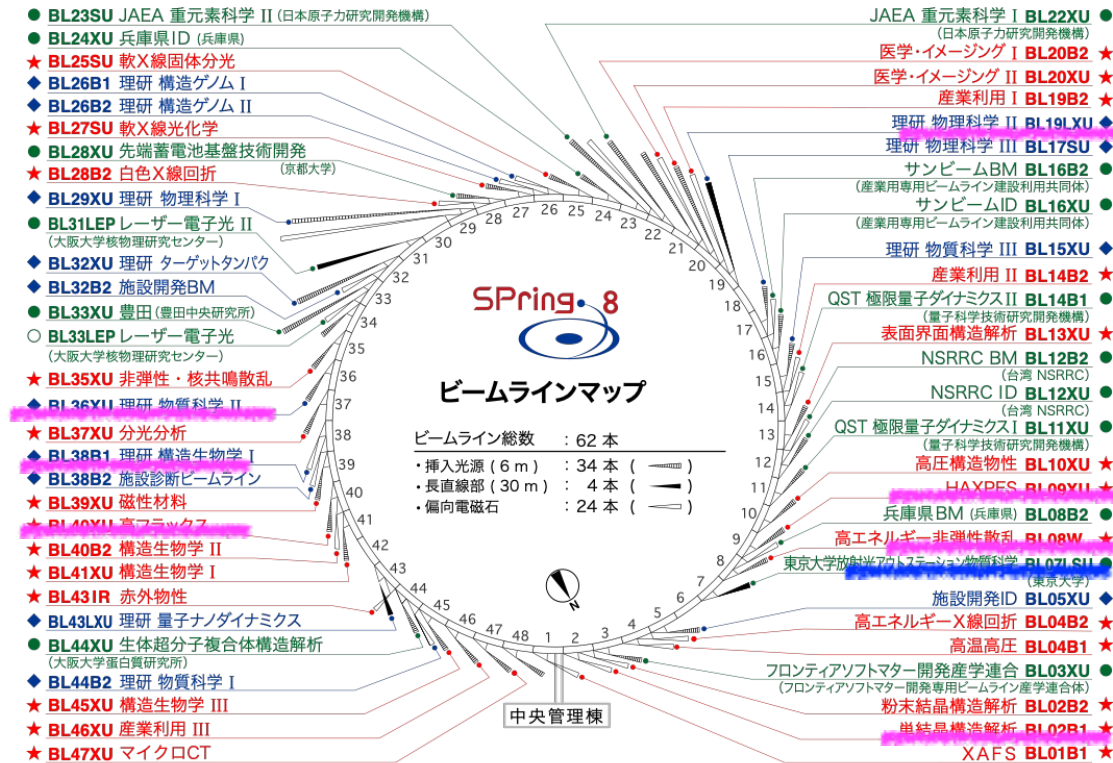 BL23SU JAEA 重元素科学 II (日本原子力研究開発機構)
BL24XU 兵庫県ID (兵庫県)
BL25SU 軟X線固体分光
BL26B1 理研 構造ゲノム I
BL26B2 理研 構造ゲノム II
BL27SU 軟X線光化学
BL28XU 先端蓄電池基盤技術開発
(京都大学)
BL28B2 白色X線回折
BL29XU 理研 物理科学 I
BL31LEP レーザー電子光 II
(大阪大学核物理研究センター)
BL32XU 理研 ターゲットタンパク
BL32B2 施設開発BM
BL33XU 豊田 (豊田中央研究所)
BL33LEP レーザー電子光
(大阪大学核物理研究センター)
BL35XU 非弾性・核共鳴散乱
BL36XU 理研 物質科学 II
BL37XU 分光分析
BL38B1 理研 構造生物学 I
BL38B2 施設診断ビームライン
BL39XU 磁性材料
BL40XU 高フラックス
BL40B2 構造生物学 II
BL41XU 構造生物学 I
BL43IR 赤外物性
BL43LXU 理研 量子ナノダイナミクス
BL44XU 生体超分子複合体構造解析
(大阪大学蛋白質研究所)
BL44B2 理研 物質科学 I
BL45XU 構造生物学 III
BL46XU 産業利用 III
BL47XU マイクロCT
JAEA 重元素科学 I BL22XU
(日本原子力研究開発機構)
医学・イメージング I BL20B2
医学・イメージング II BL20XU
産業利用 I BL19B2
理研 物理科学 II BL19LXU
理研 物理科学 III BL17SU
サンビームBM BL16B2
(産業用専用ビームライン建設利用共同体)
サンビームID BL16XU
(産業用専用ビームライン建設利用共同体)
理研 物質科学 III BL15XU
産業利用 II BL14B2
QST 極限量子ダイナミクスII BL14B1
(量子科学技術研究開発機構)
表面界面構造解析 BL13XU
NSRRC BM BL12B2
(台湾 NSRRC)
NSRRC ID BL12XU
(台湾 NSRRC)
QST 極限量子ダイナミクスI BL11XU
(量子科学技術研究開発機構)
高圧構造物性 BL10XU
HAXPES BL09XU
兵庫県BM (兵庫県) BL08B2
高エネルギー非弾性散乱 BL08W
東京大学放射光アウトステーション物質科学 BL07LSU
(東京大学)
施設開発ID BL05XU
高エネルギーX線回折 BL04B2
高温高圧 BL04B1
フロンティアソフトマター開発産学連合 BL03XU
(フロンティアソフトマター開発専用ビームライン産学連合体)
粉末結晶構造解析 BL02B2
単結晶構造解析 BL02B1
XAFS BL01B1
SPring-8
ビームラインマップ
ビームライン総数 : 62 本
・挿入光源 ( 6 m ) : 34 本 ( )
・長直線部 ( 30 m ) : 4 本 ( )
・偏向電磁石 : 24 本 ( )
N
1
2
3
4
5
6
7
8
9
10
11
12
13
14
15
16
17
18
19
20
21
22
23
24
25
26
27
28
29
30
31
32
33
34
35
36
37
38
39
40
41
42
43
44
45
46
47
48
中央管理棟